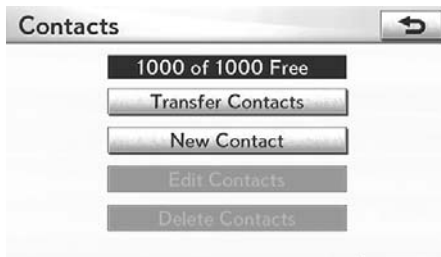 Contacts
1000 of 1000 Free
Transfer Contacts
New Contact
Edit Contacts
Delete Contacts